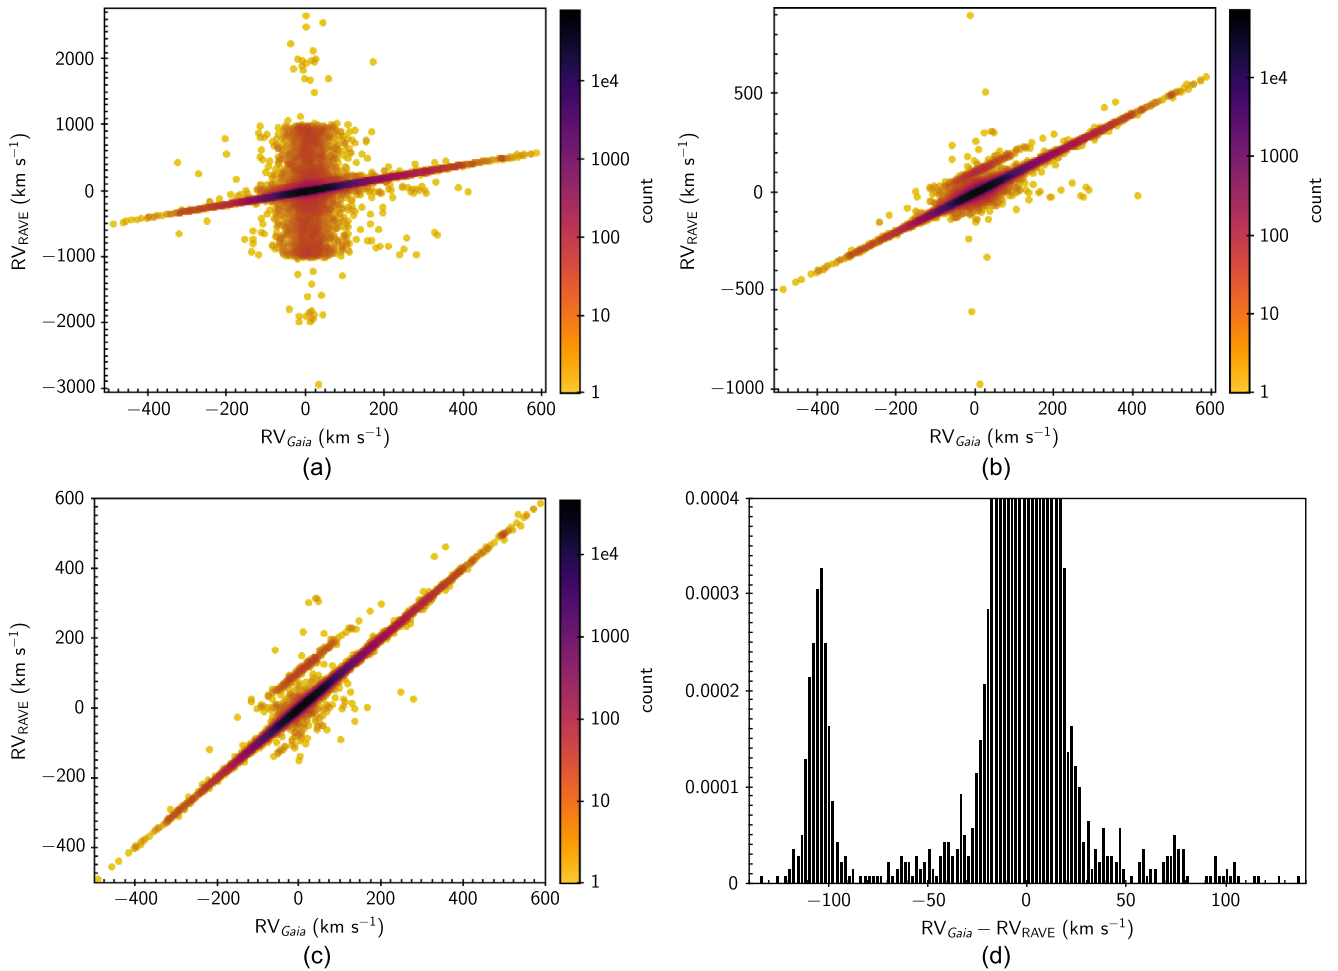 2000
1000
0
−1000
−2000
−3000
RV_RAVE (km s⁻¹)
−400 −200 0 200 400 600
RV_Gaia (km s⁻¹)
1e4
1000
100
10
1
count
(a)
500
0
−500
−1000
RV_RAVE (km s⁻¹)
−400 −200 0 200 400 600
RV_Gaia (km s⁻¹)
1e4
1000
100
10
1
count
(b)
600
400
200
0
−200
−400
RV_RAVE (km s⁻¹)
−400 −200 0 200 400 600
RV_Gaia (km s⁻¹)
1e4
1000
100
10
1
count
(c)
0.0004
0.0003
0.0002
0.0001
0
−100 −50 0 50 100
RV_Gaia − RV_RAVE (km s⁻¹)
(d)